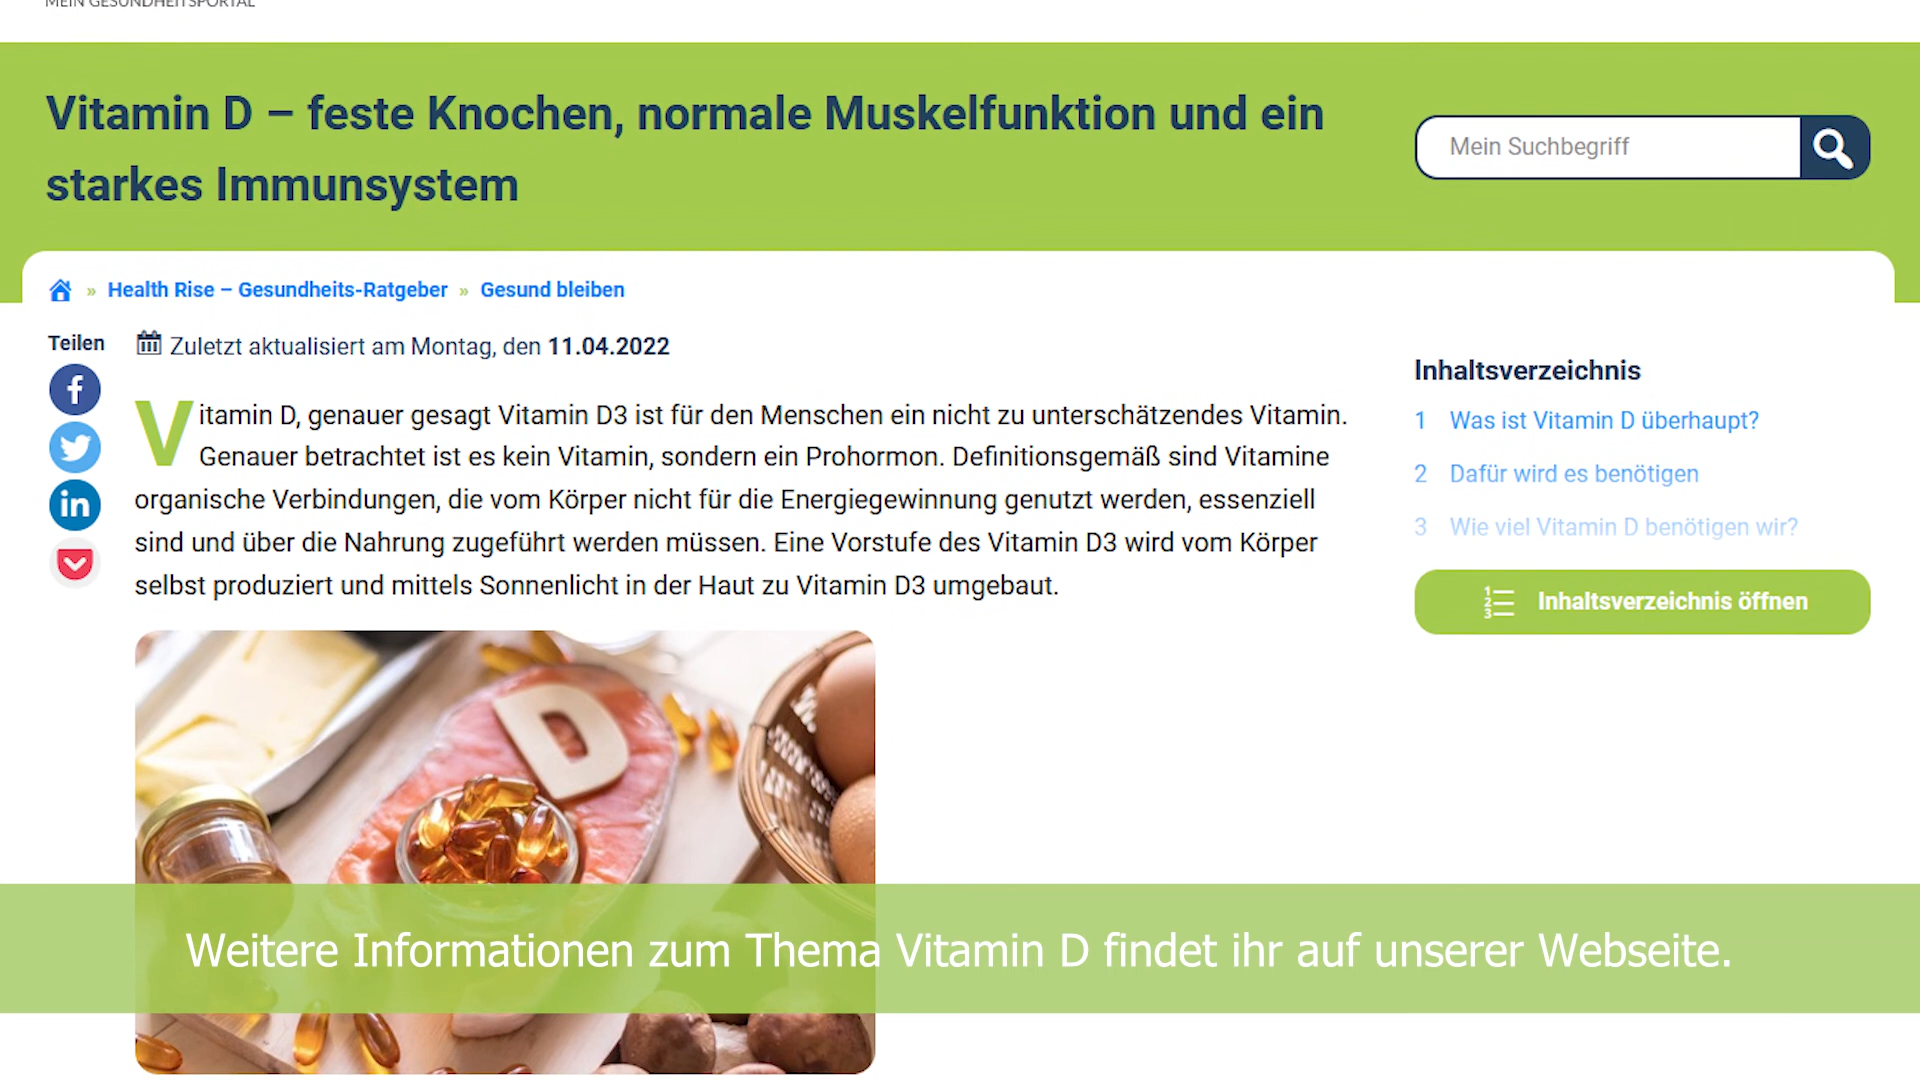 MEIN GESUNDHEITSPORTAL
Vitamin D – feste Knochen, normale Muskelfunktion und ein
starkes Immunsystem
Mein Suchbegriff
» Health Rise – Gesundheits-Ratgeber » Gesund bleiben
Teilen
Zuletzt aktualisiert am Montag, den 11.04.2022
Vitamin D, genauer gesagt Vitamin D3 ist für den Menschen ein nicht zu unterschätzendes Vitamin.
Genauer betrachtet ist es kein Vitamin, sondern ein Prohormon. Definitionsgemäß sind Vitamine
organische Verbindungen, die vom Körper nicht für die Energiegewinnung genutzt werden, essenziell
sind und über die Nahrung zugeführt werden müssen. Eine Vorstufe des Vitamin D3 wird vom Körper
selbst produziert und mittels Sonnenlicht in der Haut zu Vitamin D3 umgebaut.
Inhaltsverzeichnis
1 Was ist Vitamin D überhaupt?
2 Dafür wird es benötigen
3 Wie viel Vitamin D benötigen wir?
Inhaltsverzeichnis öffnen
D
Weitere Informationen zum Thema Vitamin D findet ihr auf unserer Webseite.